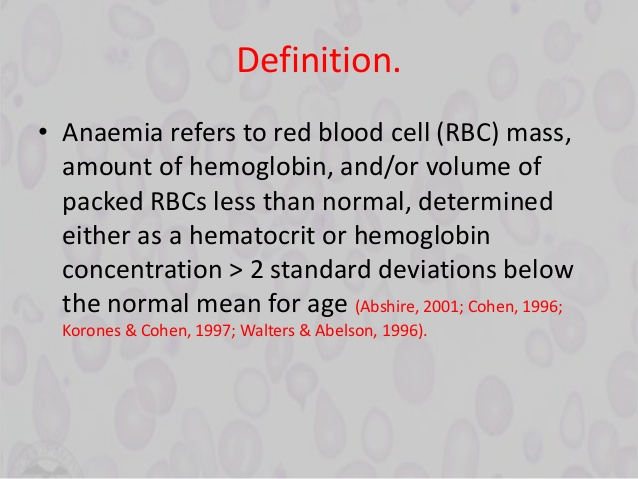 Definition.
• Anaemia refers to red blood cell (RBC) mass,
amount of hemoglobin, and/or volume of
packed RBCs less than normal, determined
either as a hematocrit or hemoglobin
concentration > 2 standard deviations below
the normal mean for age (Abshire, 2001; Cohen, 1996;
Korones & Cohen, 1997; Walters & Abelson, 1996).